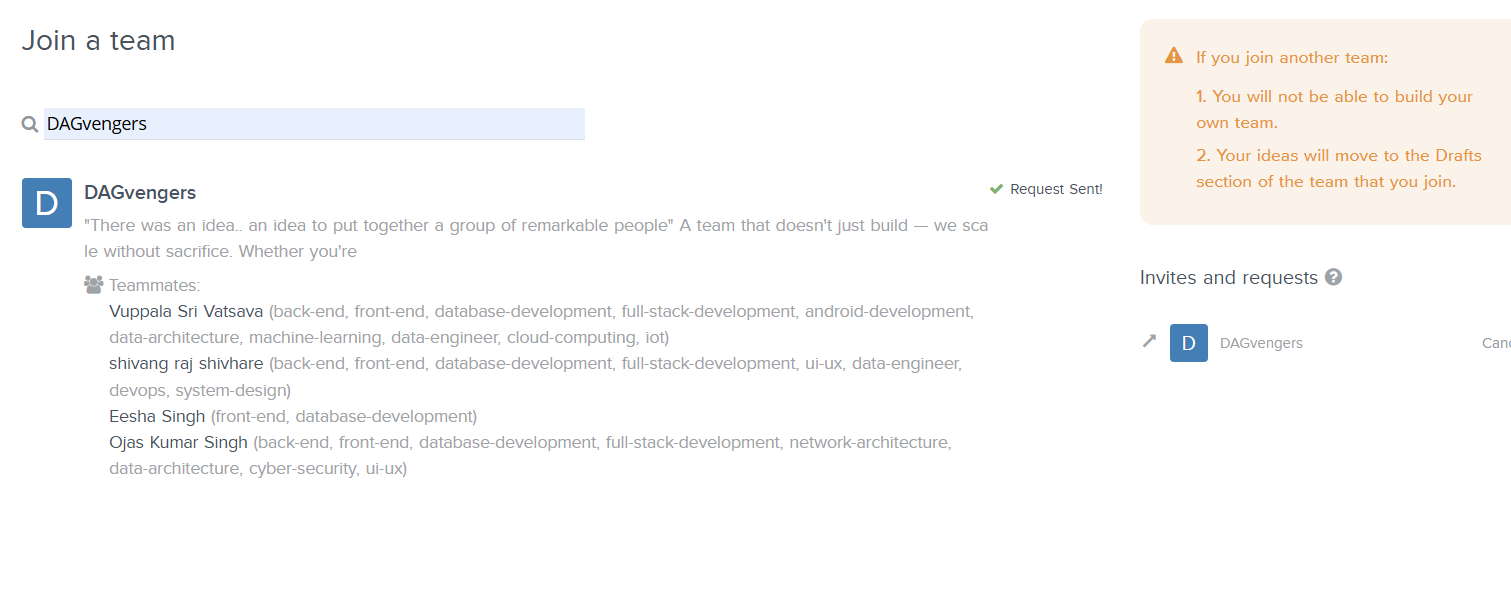 Join a team
DAGvengers
D
DAGvengers
Request Sent!
"There was an idea.. an idea to put together a group of remarkable people" A team that doesn't just build — we sca
le without sacrifice. Whether you're
Teammates:
Vuppala Sri Vatsava (back-end, front-end, database-development, full-stack-development, android-development,
data-architecture, machine-learning, data-engineer, cloud-computing, iot)
shivang raj shivhare (back-end, front-end, database-development, full-stack-development, ui-ux, data-engineer,
devops, system-design)
Eesha Singh (front-end, database-development)
Ojas Kumar Singh (back-end, front-end, database-development, full-stack-development, network-architecture,
data-architecture, cyber-security, ui-ux)
If you join another team:
1. You will not be able to build your
own team.
2. Your ideas will move to the Drafts
section of the team that you join.
Invites and requests ?
D
DAGvengers